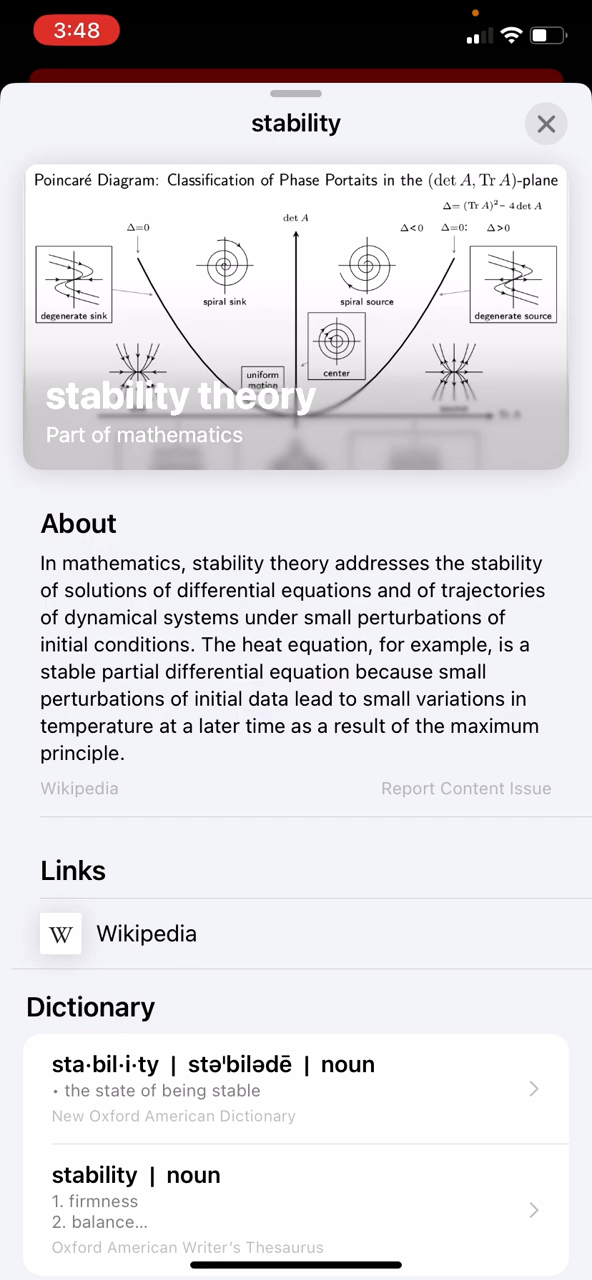 3:48
stability
Poincaré Diagram: Classification of Phase Portaits in the (det A, Tr A)-plane
Δ= (Tr A)²− 4 det A
det A
Δ=0
Δ<0 Δ=0: Δ>0
degenerate sink
spiral sink
spiral source
degenerate source
center
uniform
motion
stability theory
Part of mathematics
About
In mathematics, stability theory addresses the stability
of solutions of differential equations and of trajectories
of dynamical systems under small perturbations of
initial conditions. The heat equation, for example, is a
stable partial differential equation because small
perturbations of initial data lead to small variations in
temperature at a later time as a result of the maximum
principle.
Wikipedia
Report Content Issue
Links
W Wikipedia
Dictionary
sta·bil·i·ty | stəˈbilədē | noun
• the state of being stable
New Oxford American Dictionary
stability | noun
1. firmness
2. balance...
Oxford American Writer's Thesaurus